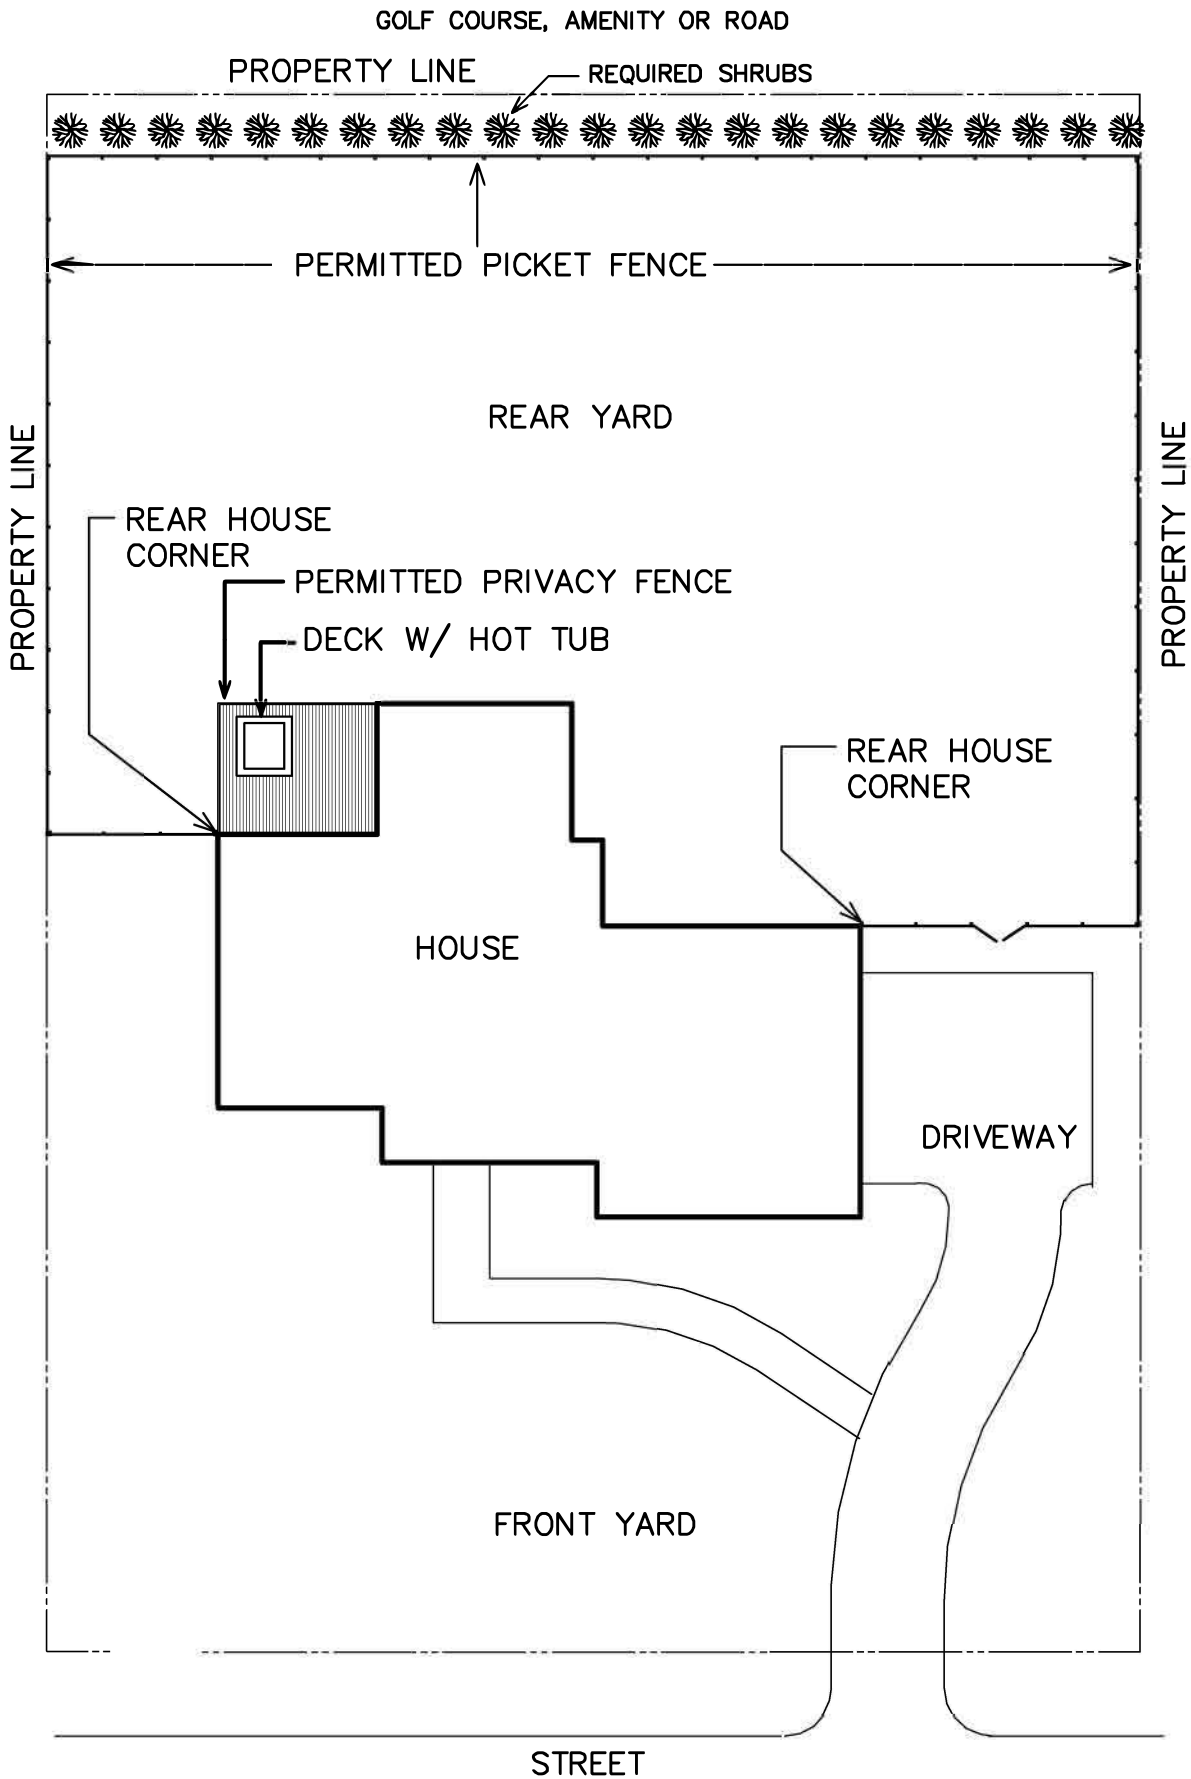 GOLF COURSE, AMENITY OR ROAD
PROPERTY LINE
REQUIRED SHRUBS
PERMITTED PICKET FENCE
REAR YARD
PROPERTY LINE
PROPERTY LINE
REAR HOUSE
CORNER
PERMITTED PRIVACY FENCE
DECK W/ HOT TUB
REAR HOUSE
CORNER
HOUSE
DRIVEWAY
FRONT YARD
STREET